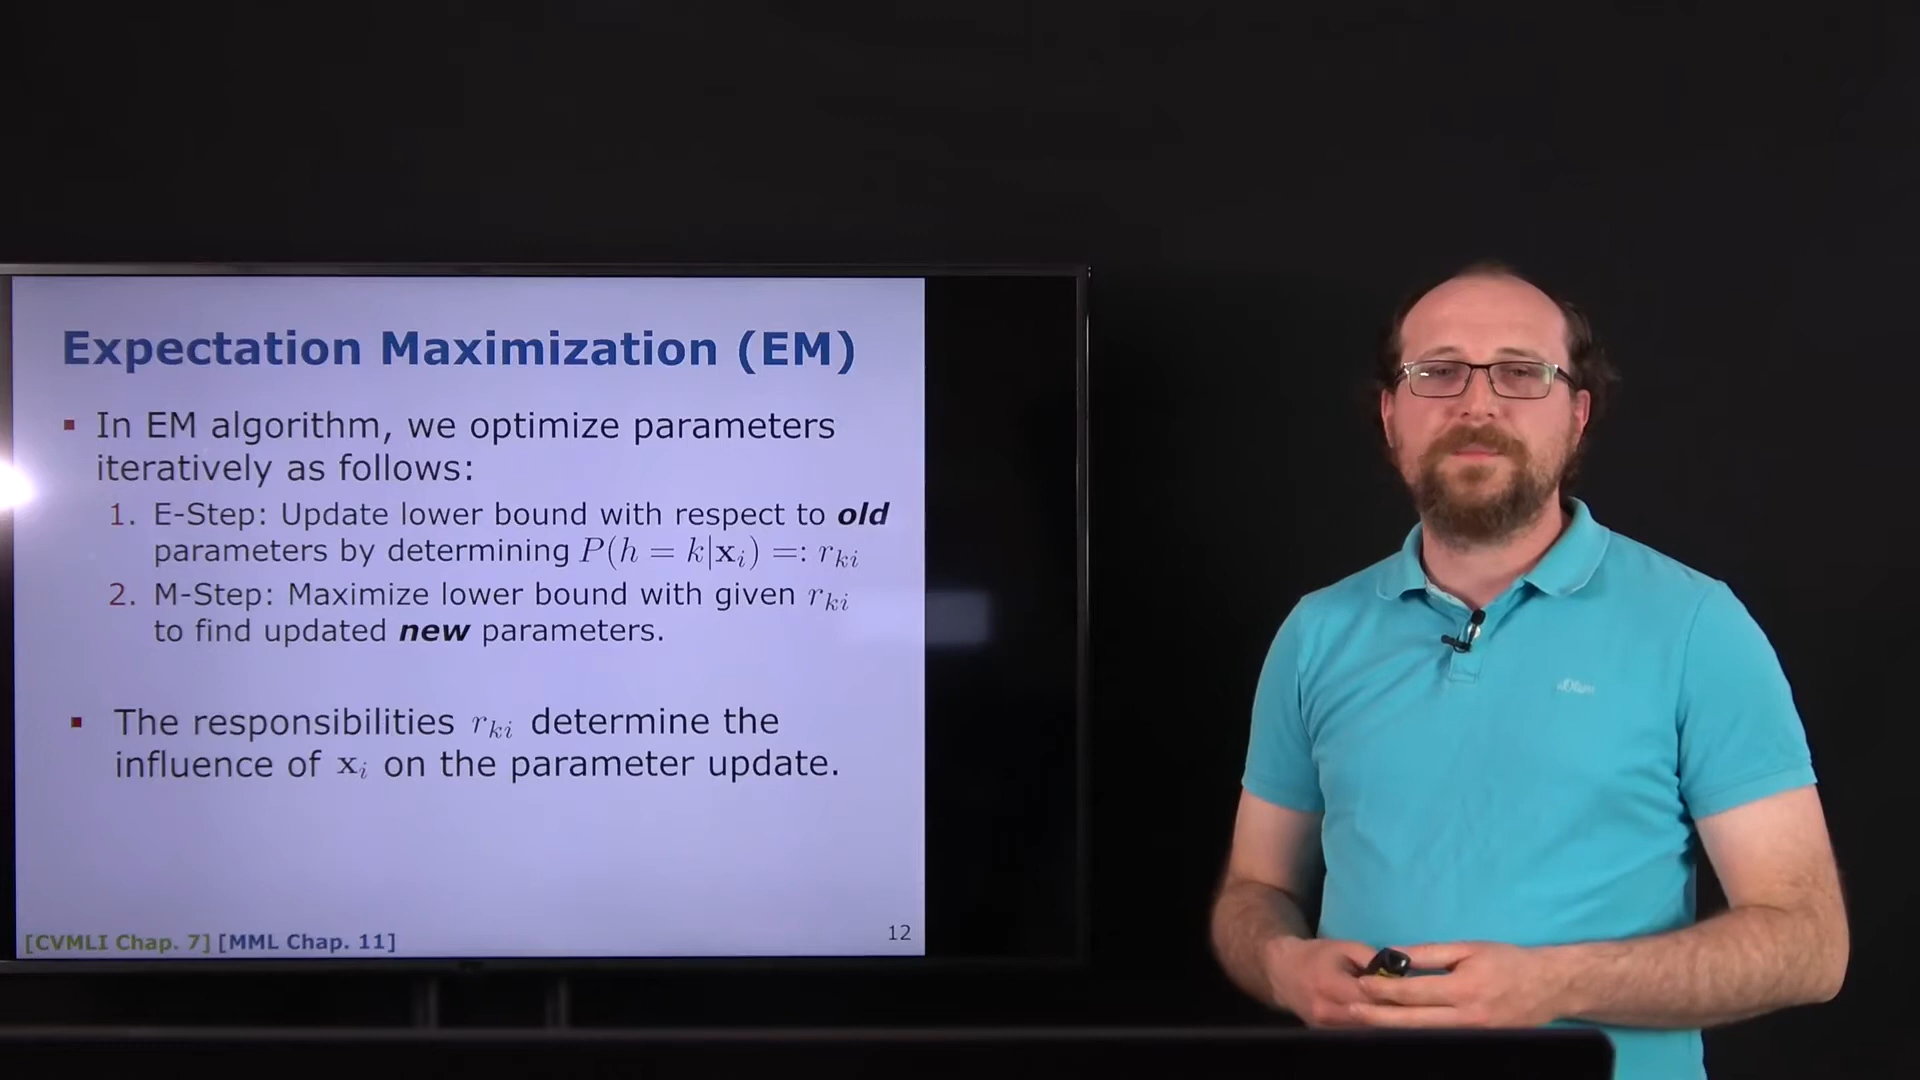 Expectation Maximization (EM)
▪ In EM algorithm, we optimize parameters
iteratively as follows:
1. E-Step: Update lower bound with respect to old
parameters by determining P(h = k|xᵢ) =: rₖᵢ
2. M-Step: Maximize lower bound with given rₖᵢ
to find updated new parameters.
▪ The responsibilities rₖᵢ determine the
influence of xᵢ on the parameter update.
[CVMLI Chap. 7] [MML Chap. 11]
12
s.Oliver